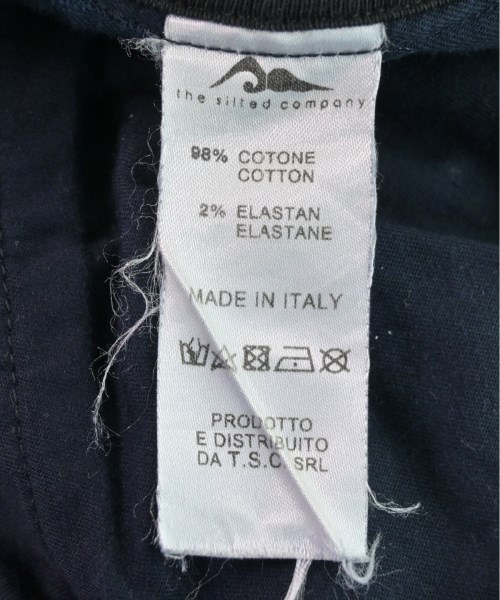 the silted company
98% COTONE
COTTON
2% ELASTAN
ELASTANE
MADE IN ITALY
PRODOTTO
E DISTRIBUITO
DA T.S.C. SRL